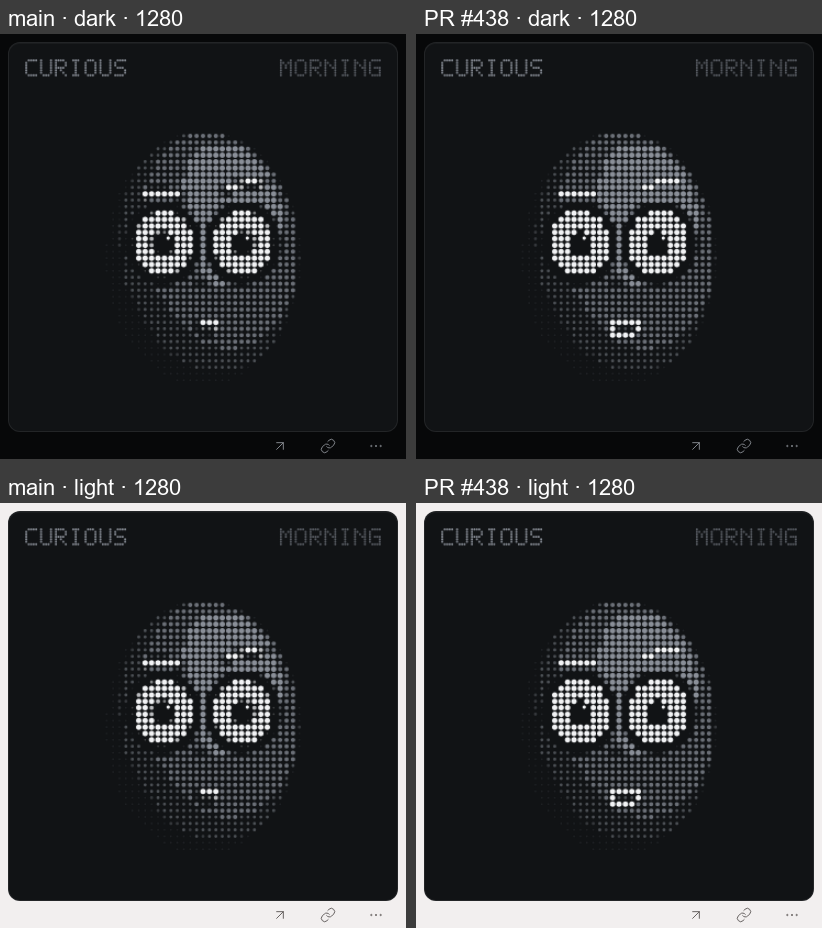 main · dark · 1280
PR #438 · dark · 1280
CURIOUS MORNING
CURIOUS MORNING
main · light · 1280
PR #438 · light · 1280
CURIOUS MORNING
CURIOUS MORNING